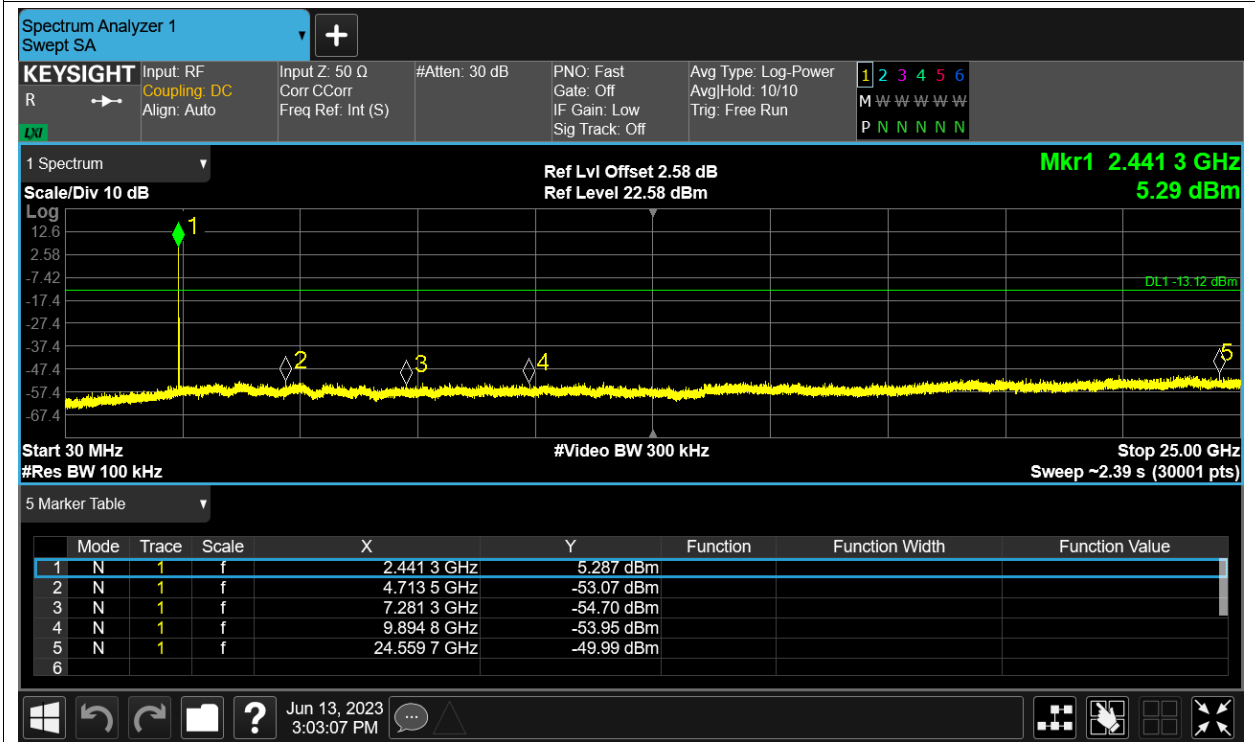 Spectrum Analyzer 1
Swept SA
KEYSIGHT Input: RF Input Z: 50 Ω #Atten: 30 dB PNO: Fast Avg Type: Log-Power 1 2 3 4 5 6
R Coupling: DC Corr CCorr Gate: Off Avg|Hold: 10/10 M W W W W W
Align: Auto Freq Ref: Int (S) IF Gain: Low Trig: Free Run
LXI Sig Track: Off P N N N N N
1 Spectrum Ref Lvl Offset 2.58 dB Mkr1 2.441 3 GHz
Scale/Div 10 dB Ref Level 22.58 dBm 5.29 dBm
Log
1
12.6
2.58
-7.42
DL1 -13.12 dBm
-17.4
-27.4
-37.4
2 3 4 5
-47.4
-57.4
-67.4
Start 30 MHz #Video BW 300 kHz Stop 25.00 GHz
#Res BW 100 kHz Sweep ~2.39 s (30001 pts)
5 Marker Table
Mode Trace Scale X Y Function Function Width Function Value
1 N 1 f 2.441 3 GHz 5.287 dBm
2 N 1 f 4.713 5 GHz -53.07 dBm
3 N 1 f 7.281 3 GHz -54.70 dBm
4 N 1 f 9.894 8 GHz -53.95 dBm
5 N 1 f 24.559 7 GHz -49.99 dBm
6
? Jun 13, 2023
3:03:07 PM